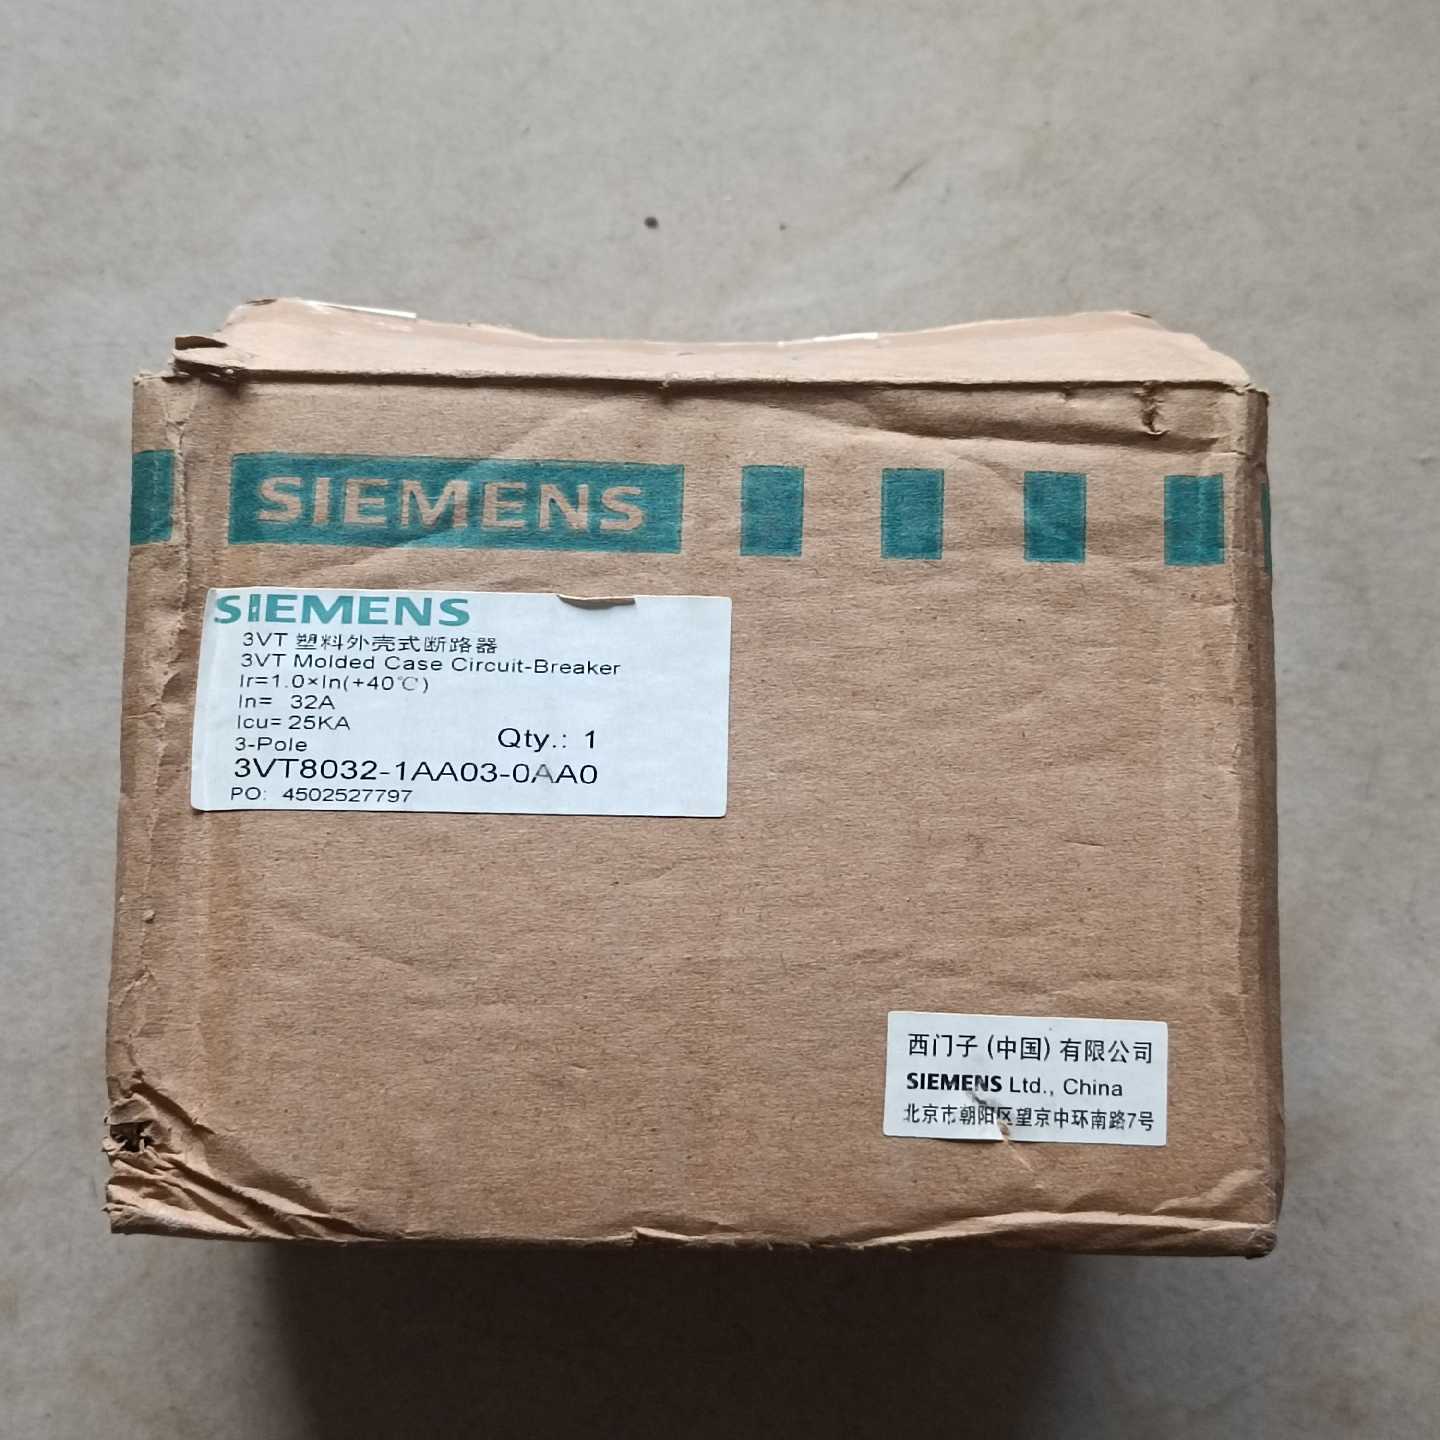 SIEMENS
SIEMENS
3VT 塑料外壳式断路器
3VT Molded Case Circuit-Breaker
Ir=1.0×In(+40℃)
In= 32A
Icu= 25KA
3-Pole Qty.: 1
3VT8032-1AA03-0AA0
PO: 4502527797
西门子 (中国) 有限公司
SIEMENS Ltd., China
北京市朝阳区望京中环南路7号